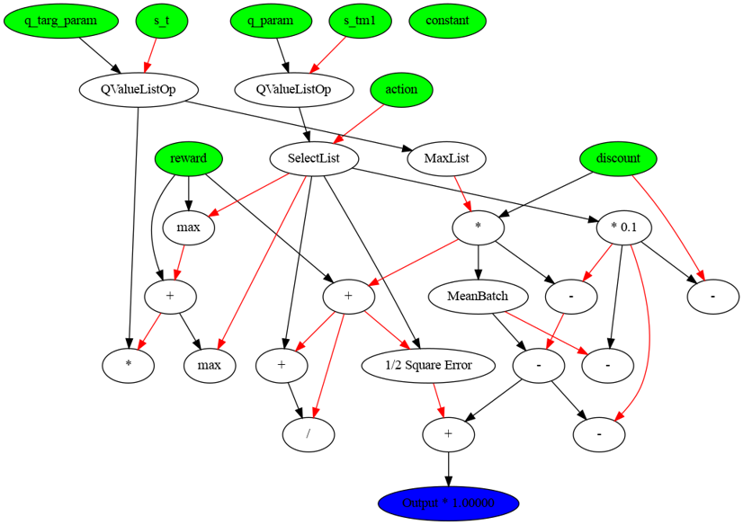 q_targ_param
s_t
q_param
s_tm1
constant
QValueListOp
QValueListOp
action
reward
SelectList
MaxList
discount
max
*
* 0.1
+
+
MeanBatch
-
-
*
max
+
1/2 Square Error
-
-
/
+
-
Output * 1.00000